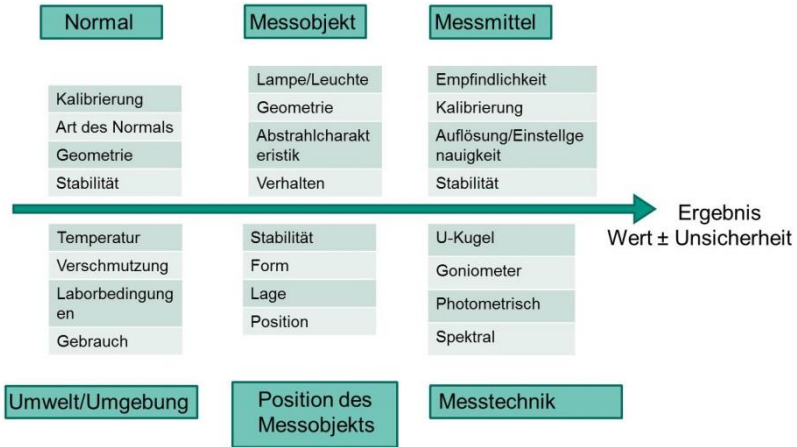 Normal
Messobjekt
Messmittel
Kalibrierung
Art des Normals
Geometrie
Stabilität
Lampe/Leuchte
Geometrie
Abstrahlcharakt
eristik
Verhalten
Empfindlichkeit
Kalibrierung
Auflösung/Einstellge
nauigkeit
Stabilität
Ergebnis
Wert ± Unsicherheit
Temperatur
Verschmutzung
Laborbedingung
en
Gebrauch
Stabilität
Form
Lage
Position
U-Kugel
Goniometer
Photometrisch
Spektral
Umwelt/Umgebung
Position des
Messobjekts
Messtechnik